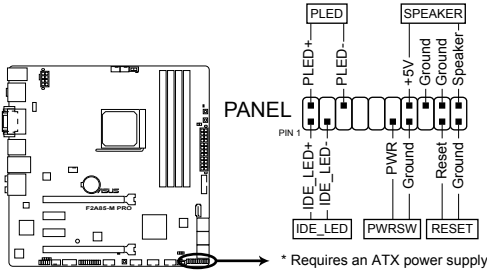 PLED
SPEAKER
PLED+
PLED-
+5V
Ground
Ground
Speaker
PANEL
PIN 1
IDE_LED+
IDE_LED-
PWR
Ground
Reset
Ground
IDE_LED
PWRSW
RESET
ASUS
F2A85-M PRO
* Requires an ATX power supply